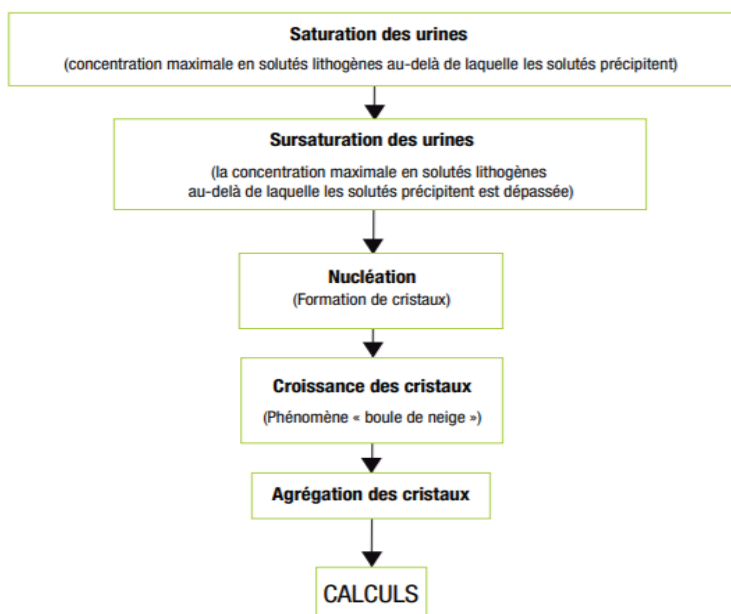 Saturation des urines
(concentration maximale en solutés lithogènes au-delà de laquelle les solutés précipitent)
Sursaturation des urines
(la concentration maximale en solutés lithogènes
au-delà de laquelle les solutés précipitent est dépassée)
Nucléation
(Formation de cristaux)
Croissance des cristaux
(Phénomène « boule de neige »)
Agrégation des cristaux
CALCULS